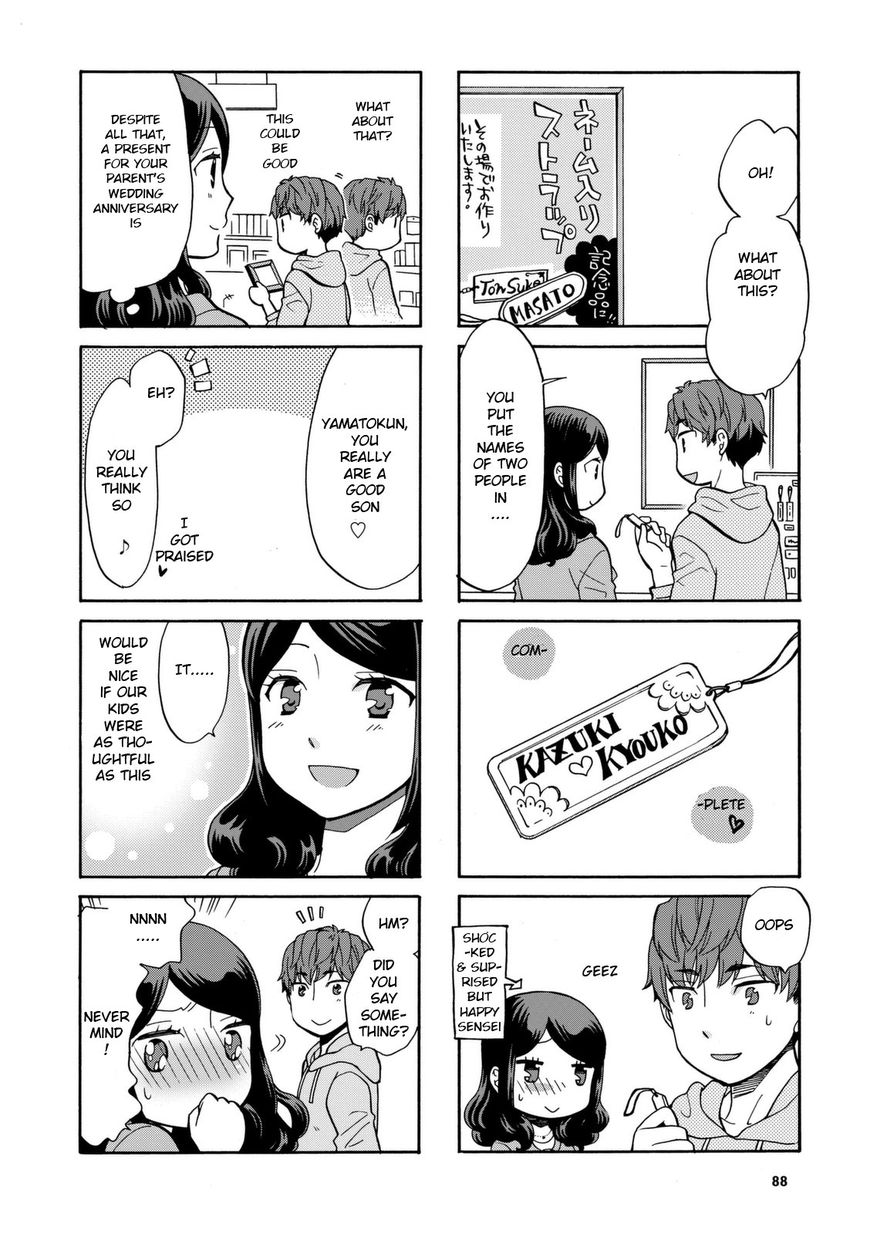 ネーム入り
ストラップ
その場でお作り
いたします。
記念品に
TonSuke
MASATO
OH!
WHAT
ABOUT
THIS?
YOU
PUT
THE
NAMES
OF TWO
PEOPLE
IN
....
COM-
KAZUKI
♡ KYOUKO
-PLETE
♥
OOPS
GEEZ
SHOC
-KED
& SUP-
RISED
BUT
HAPPY
SENSEI
WHAT
ABOUT
THAT?
THIS
COULD
BE
GOOD
DESPITE
ALL THAT,
A PRESENT
FOR YOUR
PARENT'S
WEDDING
ANNIVERSARY
IS
YAMATOKUN,
YOU
REALLY
ARE A
GOOD
SON
♡
EH?
YOU
REALLY
THINK
SO
♪
I
GOT
PRAISED
♥
IT.....
WOULD
BE
NICE
IF OUR
KIDS
WERE
AS THO-
UGHTFUL
AS THIS
HM?
DID
YOU
SAY
SOME-
THING?
NNNN
.....
NEVER
MIND
!
88